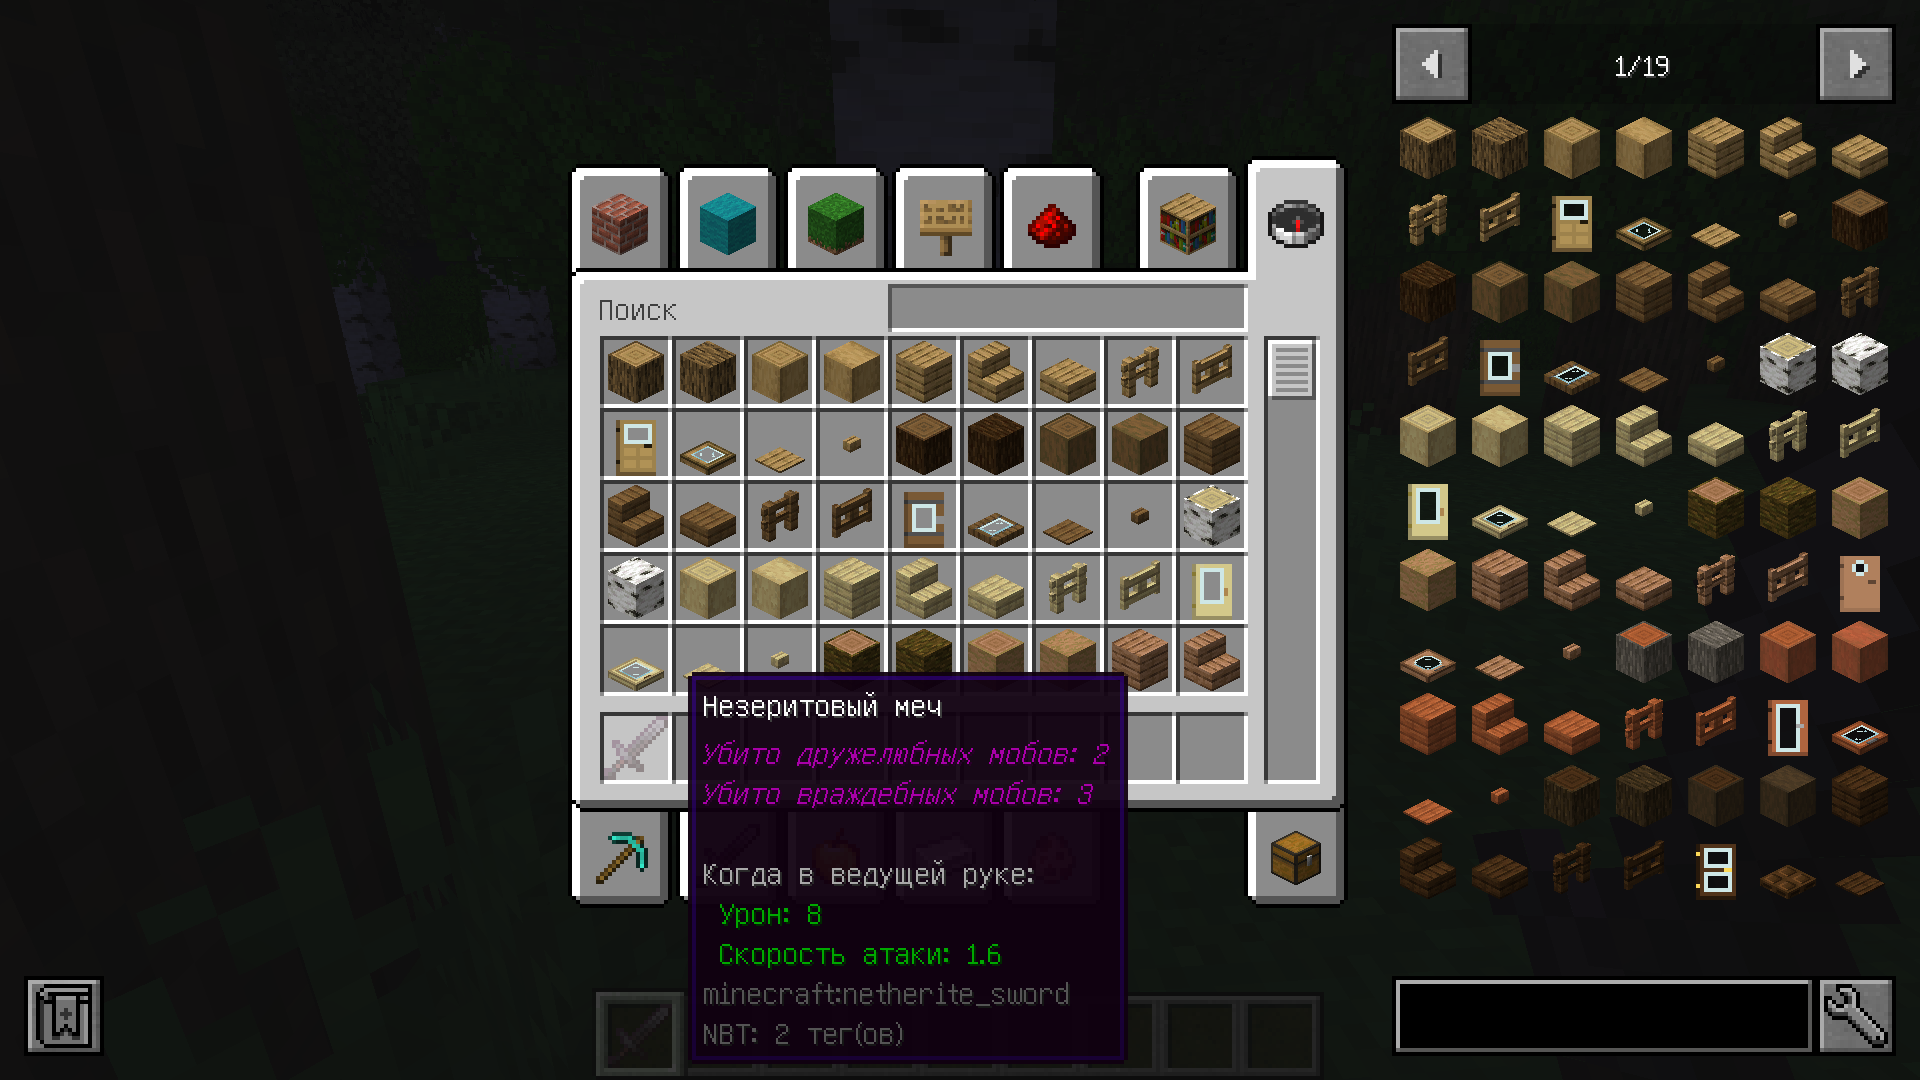 1/19
Поиск
Незеритовый меч
Убито дружелюбных мобов: 2
Убито враждебных мобов: 3
Когда в ведущей руке:
Урон: 8
Скорость атаки: 1.6
minecraft:netherite_sword
NBT: 2 тег(ов)